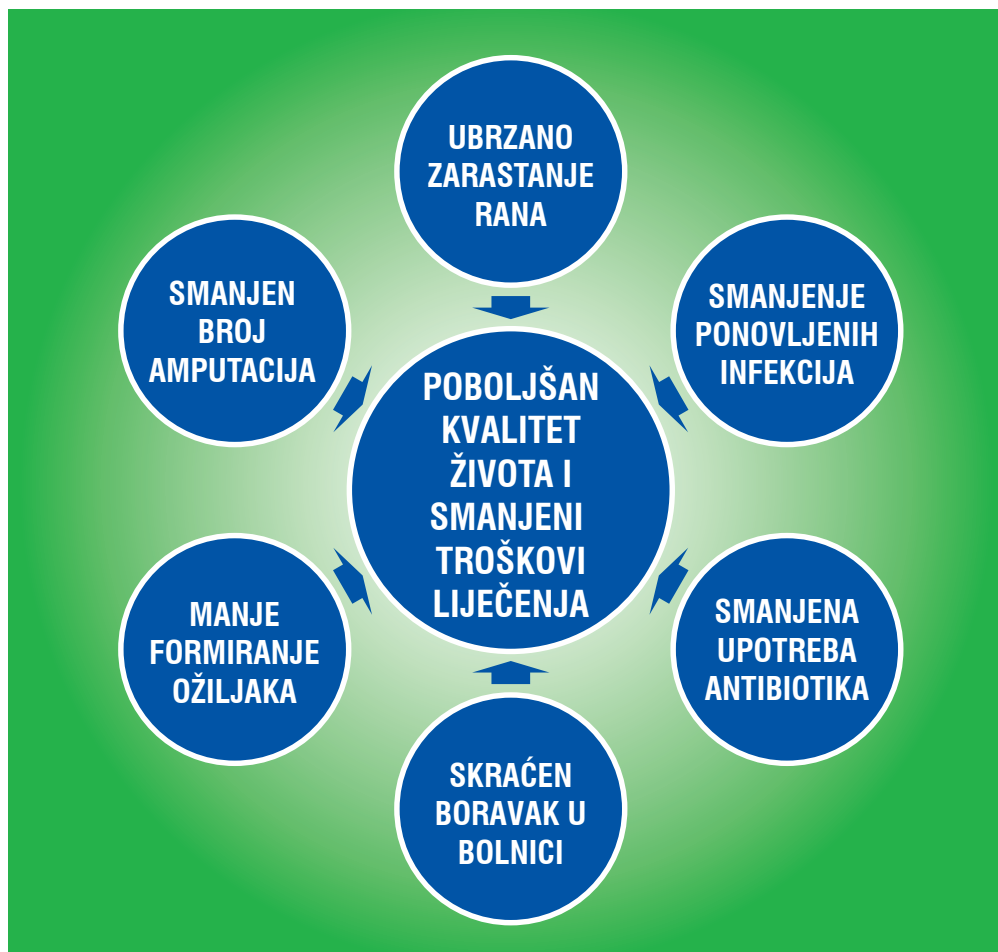 UBRZANO
ZARASTANJE
RANA
SMANJEN
BROJ
AMPUTACIJA
SMANJENJE
PONOVLJENIH
INFEKCIJA
POBOLJŠAN
KVALITET
ŽIVOTA I
SMANJENI
TROŠKOVI
LIJEČENJA
MANJE
FORMIRANJE
OŽILJAKA
SMANJENA
UPOTREBA
ANTIBIOTIKA
SKRAĆEN
BORAVAK U
BOLNICI